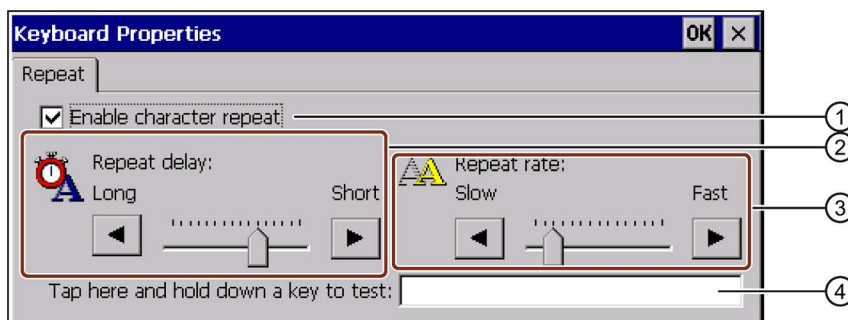 Keyboard Properties OK ×
Repeat
Enable character repeat
1
2
Repeat delay:
Long Short
Repeat rate:
Slow Fast
3
Tap here and hold down a key to test:
4